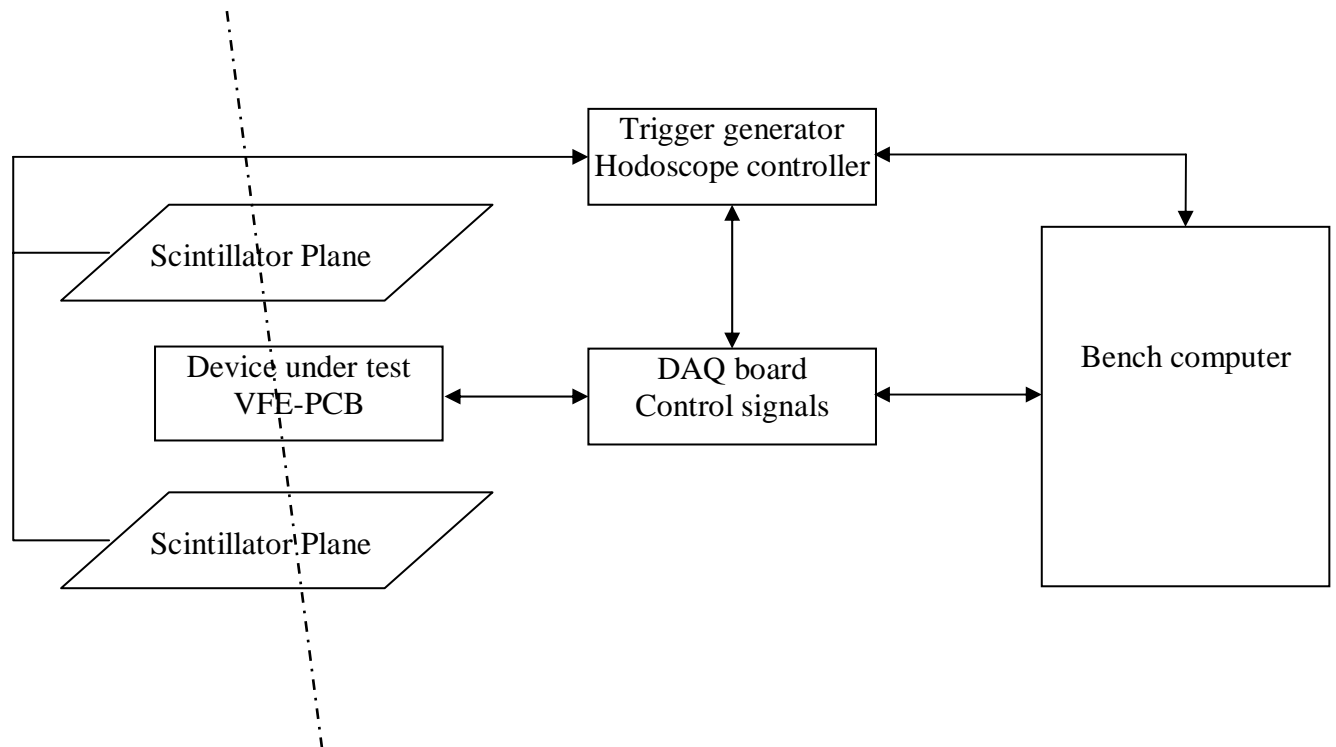 Trigger generator
Hodoscope controller
Scintillator Plane
Device under test
VFE-PCB
DAQ board
Control signals
Bench computer
Scintillator Plane